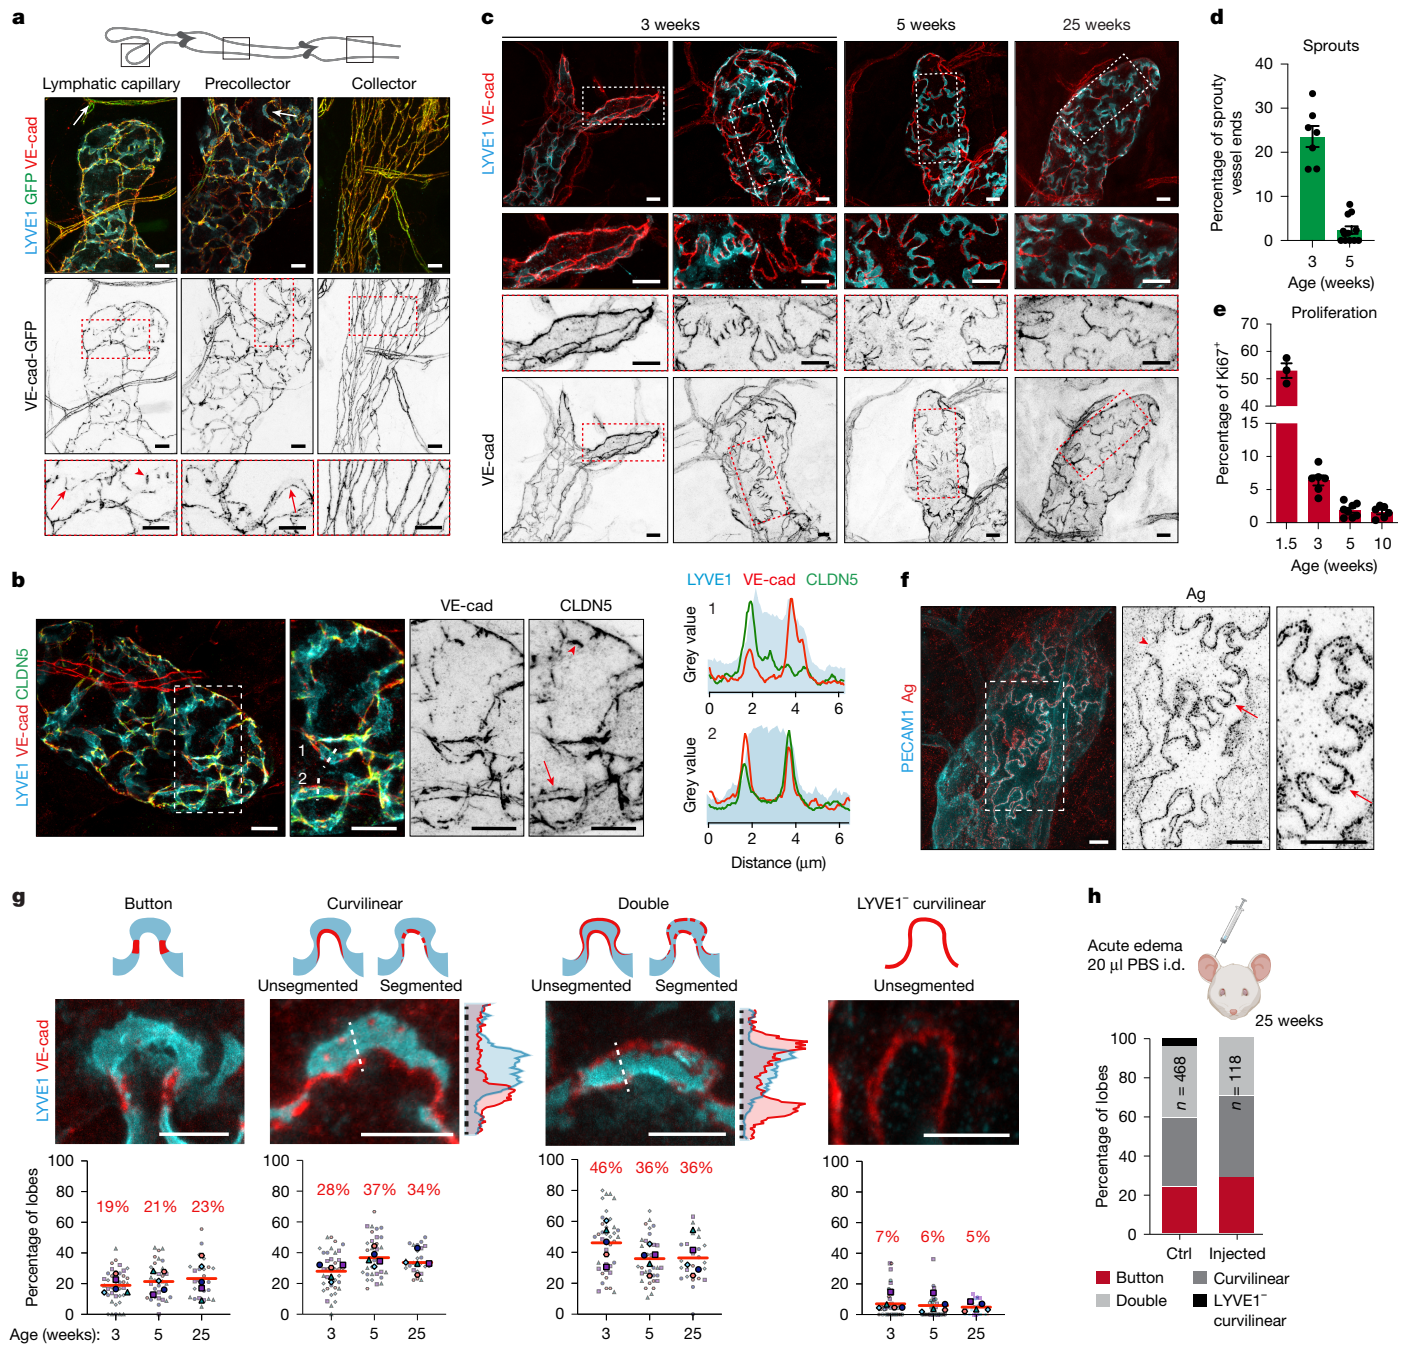 a
Lymphatic capillary
Precollector
Collector
LYVE1 GFP VE-cad
VE-cad-GFP
b
VE-cad
CLDN5
LYVE1 VE-cad CLDN5
1
2
LYVE1 VE-cad CLDN5
Grey value
1
0 2 4 6
Grey value
2
0 2 4 6
Distance (μm)
c
3 weeks
5 weeks
25 weeks
LYVE1 VE-cad
VE-cad
d
Sprouts
Percentage of sprouty
vessel ends
40
30
20
10
0
3 5
Age (weeks)
e
Proliferation
Percentage of Ki67+
70
60
50
40
15
10
5
0
1.5 3 5 10
Age (weeks)
f
Ag
PECAM1 Ag
g
Button
Curvilinear
Unsegmented Segmented
Double
Unsegmented Segmented
LYVE1− curvilinear
Unsegmented
LYVE1 VE-cad
Percentage of lobes
100
80
60
40
20
0
19% 21% 23%
Age (weeks): 3 5 25
100
80
60
40
20
0
28% 37% 34%
3 5 25
100
80
60
40
20
0
46% 36% 36%
3 5 25
100
80
60
40
20
0
7% 6% 5%
3 5 25
h
Acute edema
20 μl PBS i.d.
25 weeks
Percentage of lobes
100
80
60
40
20
0
n = 468
n = 118
Ctrl Injected
Button
Curvilinear
Double
LYVE1−
curvilinear